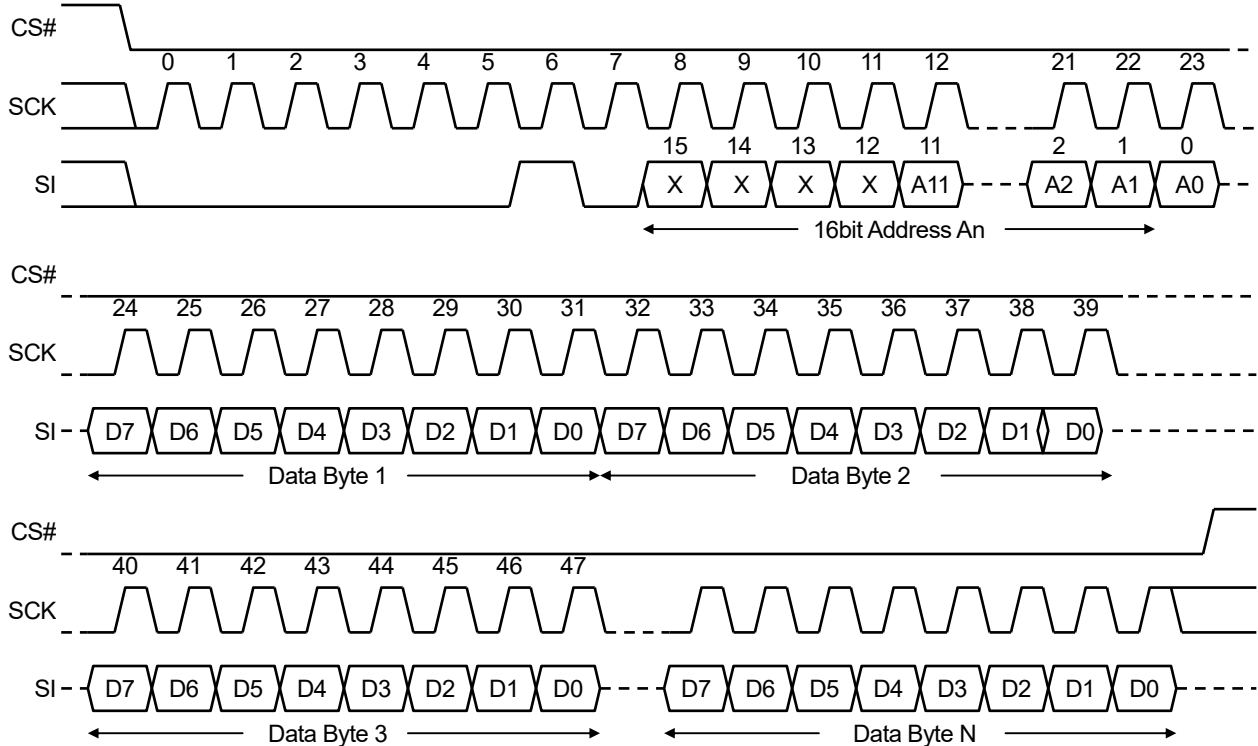 CS#
0 1 2 3 4 5 6 7 8 9 10 11 12 21 22 23
SCK
15 14 13 12 11 2 1 0
SI X X X X A11 A2 A1 A0
16bit Address An
CS#
24 25 26 27 28 29 30 31 32 33 34 35 36 37 38 39
SCK
SI D7 D6 D5 D4 D3 D2 D1 D0 D7 D6 D5 D4 D3 D2 D1 D0
Data Byte 1 Data Byte 2
CS#
40 41 42 43 44 45 46 47
SCK
SI D7 D6 D5 D4 D3 D2 D1 D0 D7 D6 D5 D4 D3 D2 D1 D0
Data Byte 3 Data Byte N